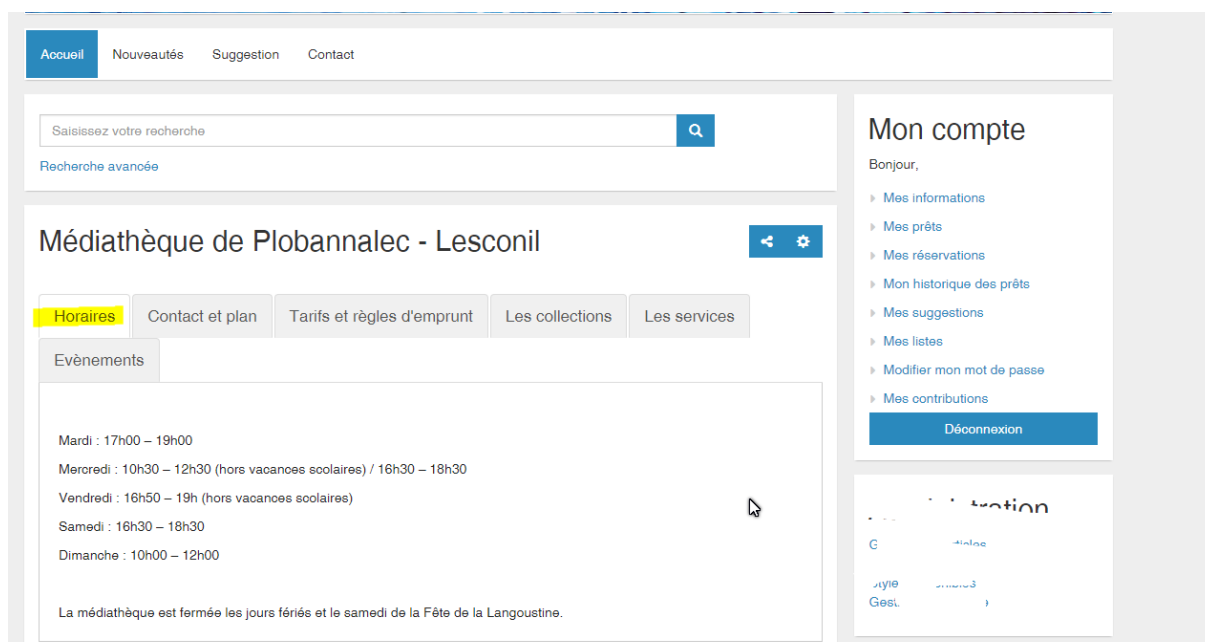 Accueil Nouveautés Suggestion Contact
Saisissez votre recherche
Recherche avancée
Médiathèque de Plobannalec - Lesconil
Horaires Contact et plan Tarifs et règles d'emprunt Les collections Les services
Evènements
Mardi : 17h00 – 19h00
Mercredi : 10h30 – 12h30 (hors vacances scolaires) / 16h30 – 18h30
Vendredi : 16h50 – 19h (hors vacances scolaires)
Samedi : 16h30 – 18h30
Dimanche : 10h00 – 12h00
La médiathèque est fermée les jours fériés et le samedi de la Fête de la Langoustine.
Mon compte
Bonjour,
Mes informations
Mes prêts
Mes réservations
Mon historique des prêts
Mes suggestions
Mes listes
Modifier mon mot de passe
Mes contributions
Déconnexion